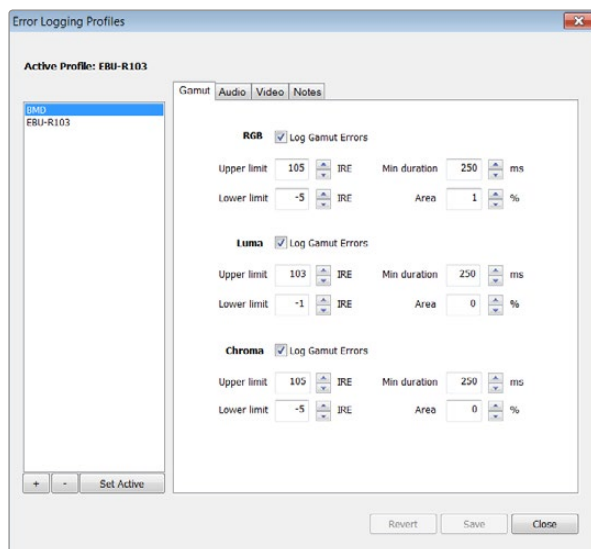 Error Logging Profiles
Active Profile: EBU-R103
BMD
EBU-R103
+ - Set Active
Gamut Audio Video Notes
RGB Log Gamut Errors
Upper limit 105 IRE Min duration 250 ms
Lower limit -5 IRE Area 1 %
Luma Log Gamut Errors
Upper limit 103 IRE Min duration 250 ms
Lower limit -1 IRE Area 0 %
Chroma Log Gamut Errors
Upper limit 105 IRE Min duration 250 ms
Lower limit -5 IRE Area 0 %
Revert Save Close